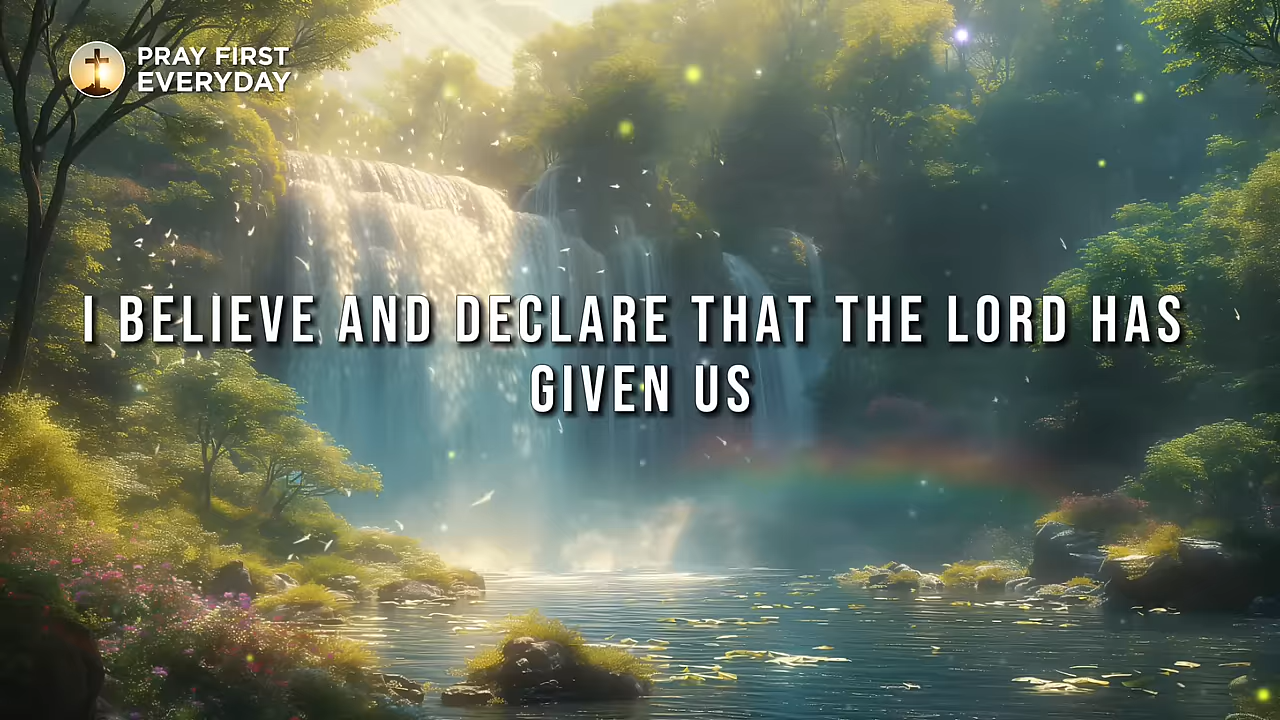 PRAY FIRST
EVERYDAY
I BELIEVE AND DECLARE THAT THE LORD HAS
GIVEN US